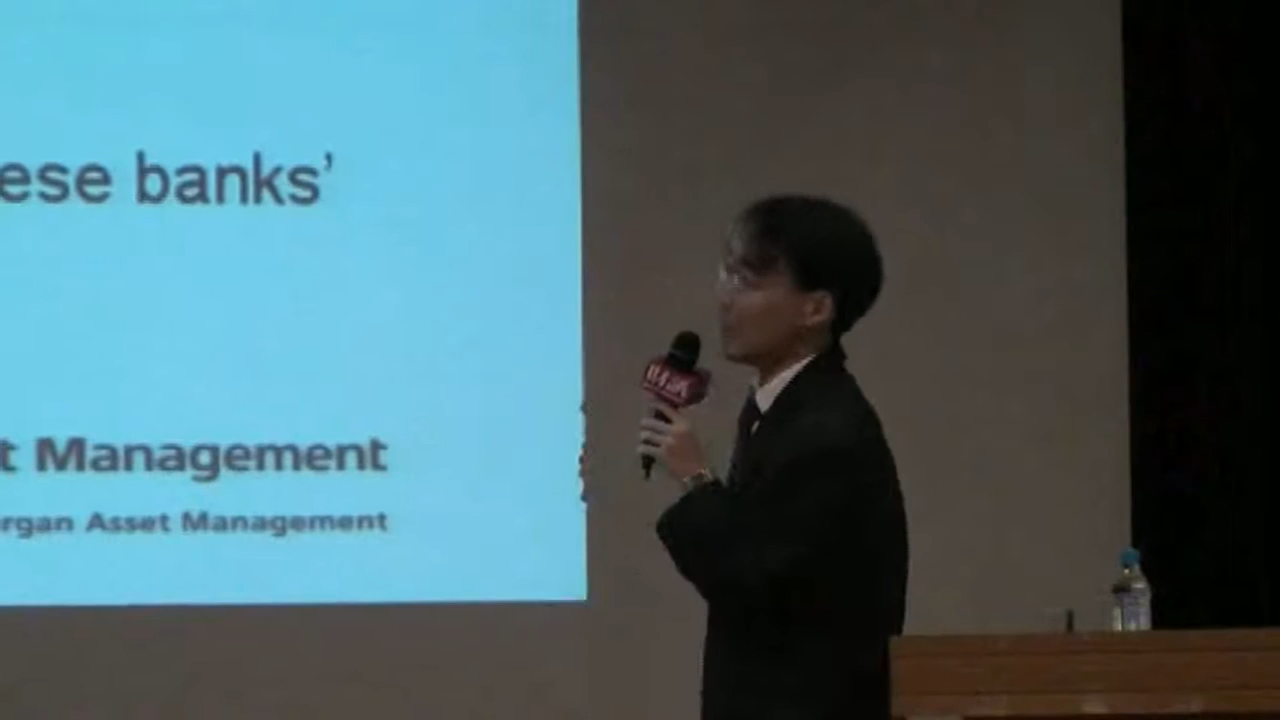 ese banks’
t Management
rgan Asset Management